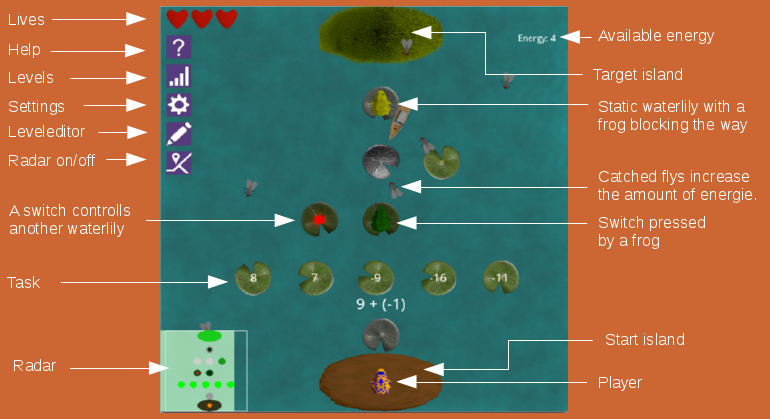 Lives
Help
Levels
Settings
Leveleditor
Radar on/off
A switch controlls
another waterlily
Task
Radar
?
Energy: 4
8
7
-9
-16
-11
9 + (-1)
Available energy
Target island
Static waterlily with a
frog blocking the way
Catched flys increase
the amount of energie.
Switch pressed
by a frog
Start island
Player